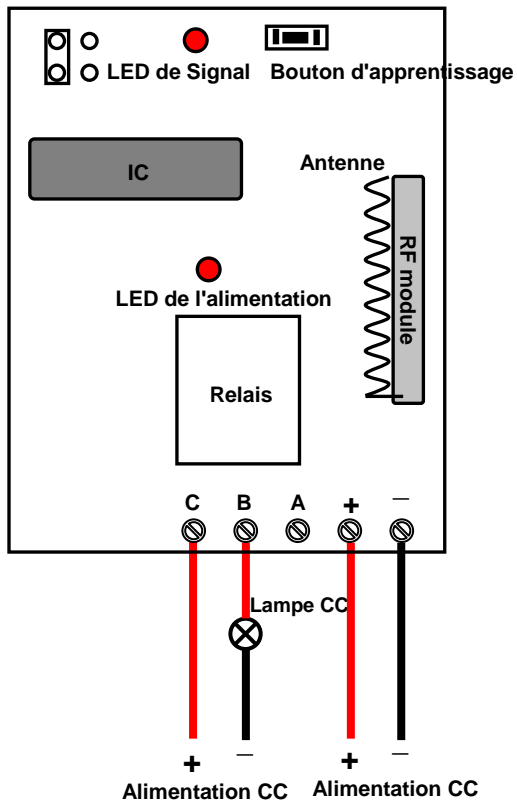 LED de Signal Bouton d'apprentissage
IC
Antenne
RF module
LED de l'alimentation
Relais
C B A + –
Lampe CC
+ – + –
Alimentation CC Alimentation CC